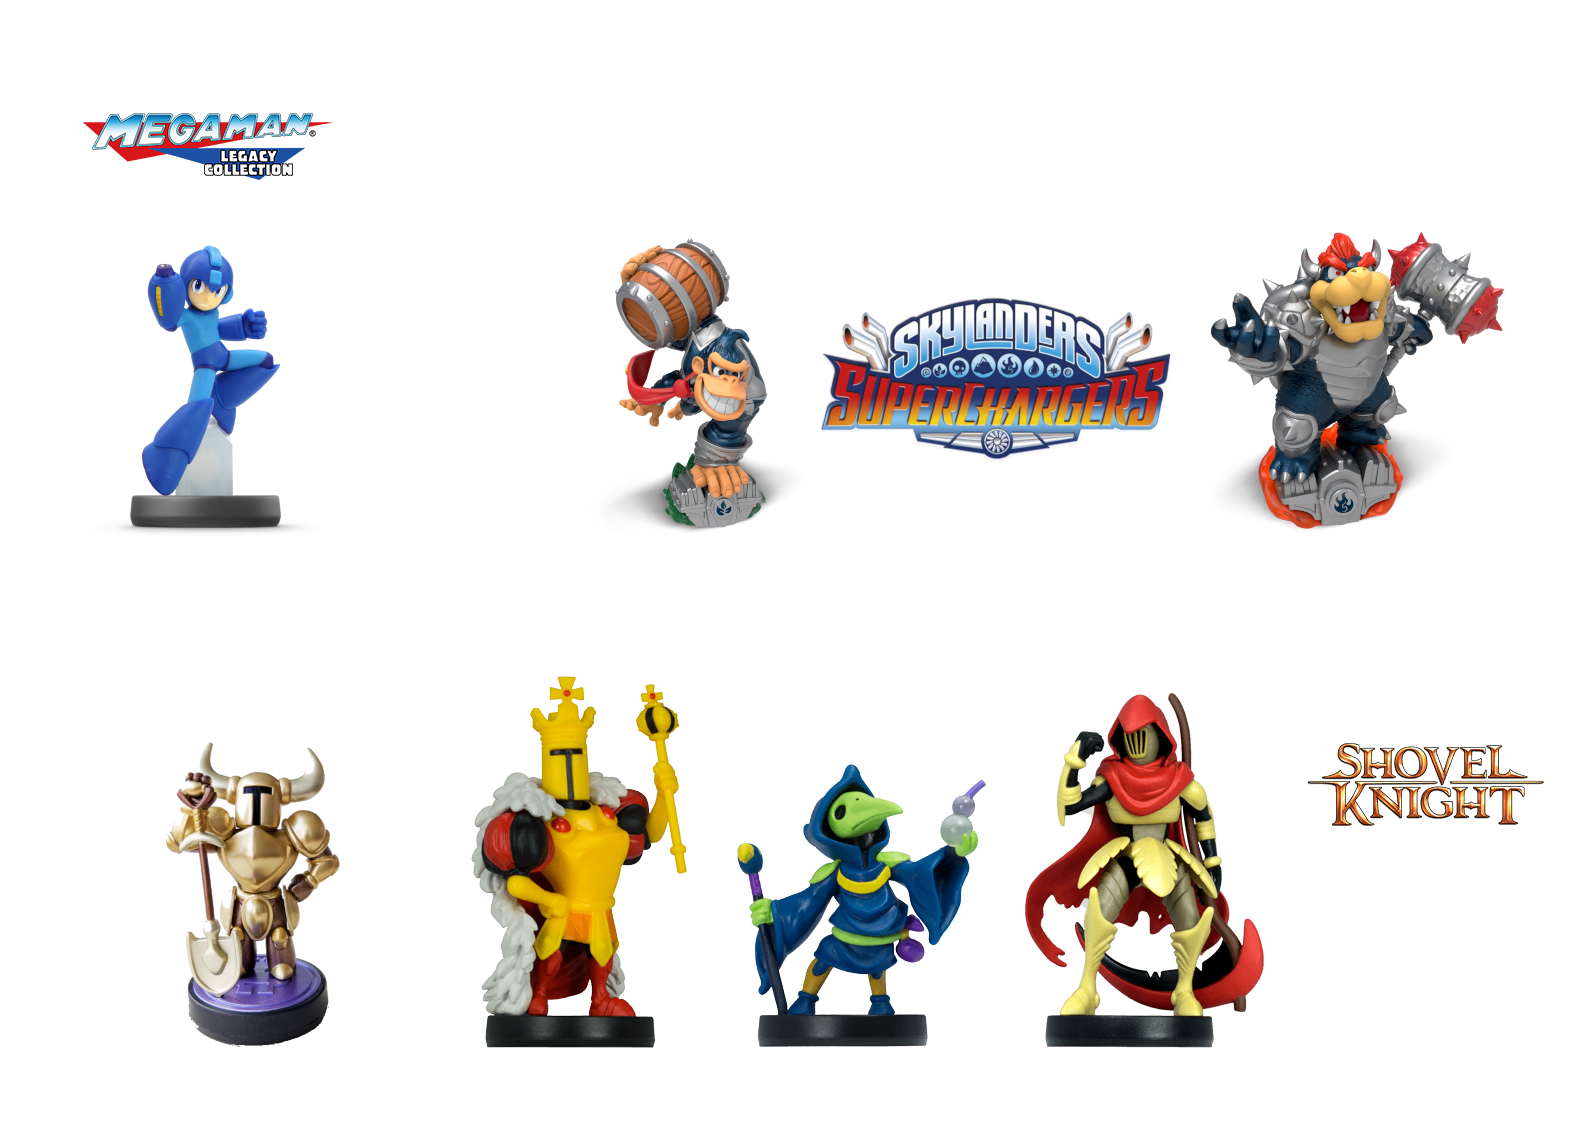 MEGAMAN®
LEGACY
COLLECTION
SKYLANDERS
SUPERCHARGERS
SHOVEL
KNIGHT